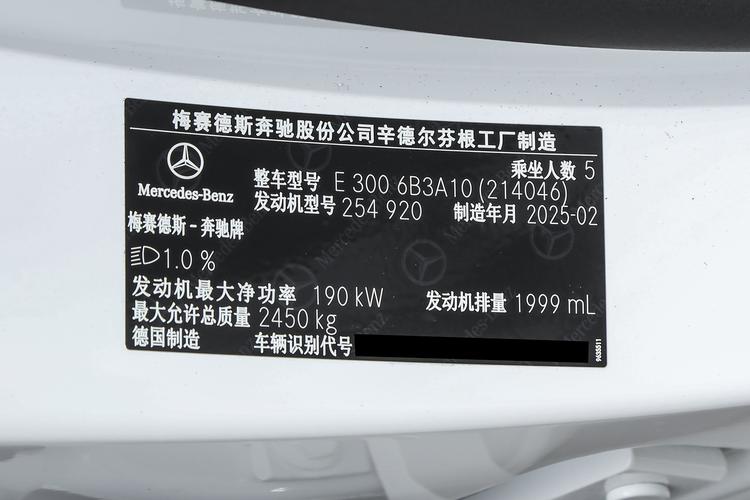 梅赛德斯奔驰股份公司辛德尔芬根工厂制造
乘坐人数 5
Mercedes-Benz
整车型号 E 300 6B3A10 (214046)
发动机型号 254 920 制造年月 2025-02
梅赛德斯-奔驰牌
1.0 %
发动机最大净功率 190 kW 发动机排量 1999 mL
最大允许总质量 2450 kg
德国制造 车辆识别代号
9635511